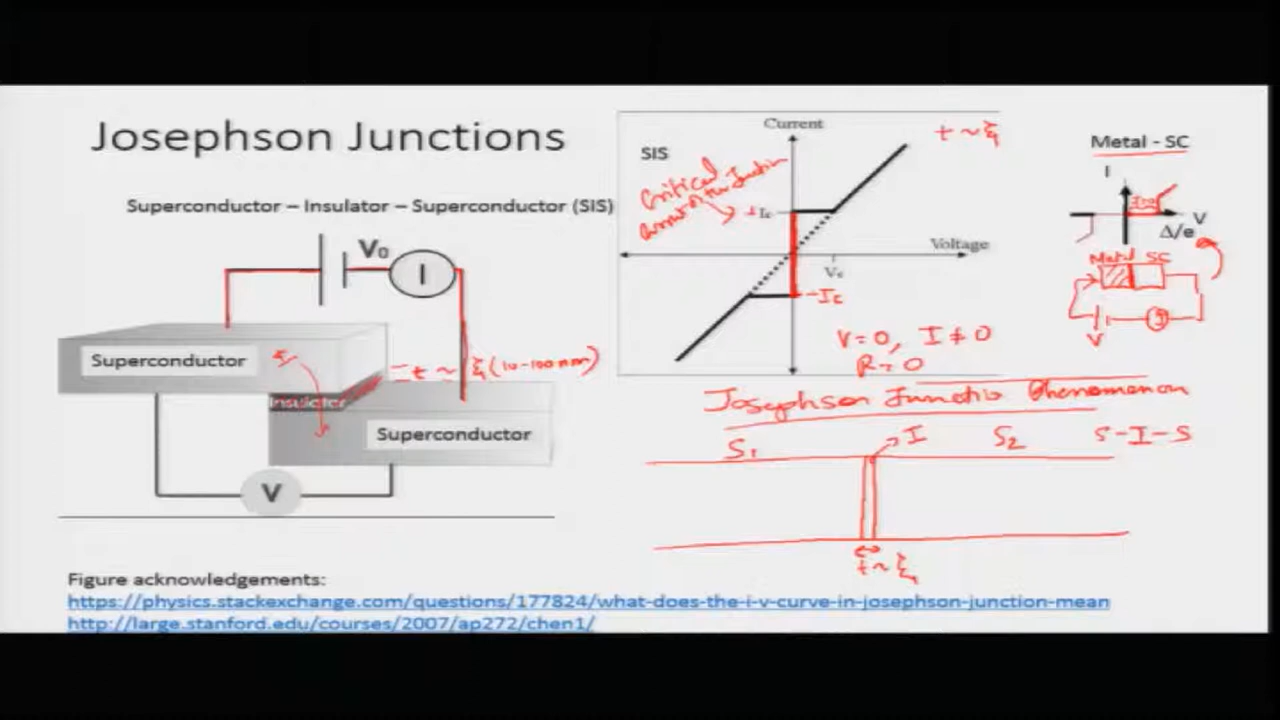 Josephson Junctions
Superconductor – Insulator – Superconductor (SIS)
V₀
I
Superconductor
I
Insulator
t ~ ξ (10-100 nm)
Superconductor
V
Figure acknowledgements:
https://physics.stackexchange.com/questions/177824/what-does-the-i-v-curve-in-josephson-junction-mean
http://large.stanford.edu/courses/2007/ap272/chen1/
SIS
Current
t ~ ξ
Critical
Current of the Junction
+Ic
Voltage
Vc
-Ic
V=0, I≠0
R=0
Metal - SC
I
I=0
V
Δ/e
Metal SC
V
Josephson Junction Phenomenon
S₁
I
S₂
S-I-S
t ~ ξ